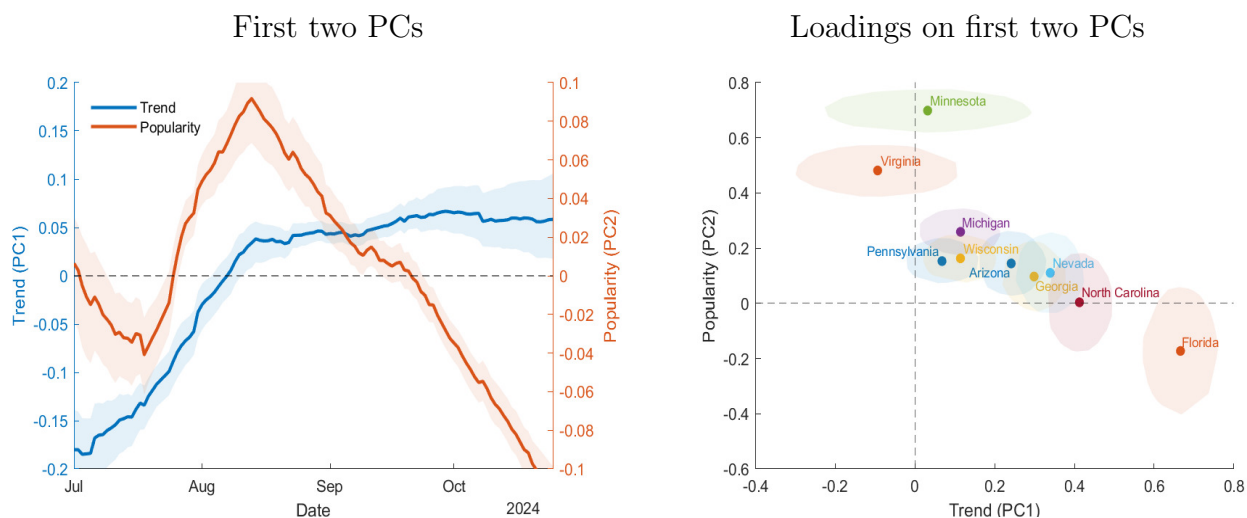 First two PCs
Trend (PC1)
0.2
0.15
0.1
0.05
0
-0.05
-0.1
-0.15
-0.2
Trend
Popularity
0.1
0.08
0.06
0.04
0.02
0
-0.02
-0.04
-0.06
-0.08
-0.1
Popularity (PC2)
Jul
Aug
Sep
Oct
Date
2024
Loadings on first two PCs
Popularity (PC2)
0.8
0.6
0.4
0.2
0
-0.2
-0.4
-0.6
Minnesota
Virginia
Michigan
Pennsylvania
Wisconsin
Arizona
Nevada
Georgia
North Carolina
Florida
-0.4
-0.2
0
0.2
0.4
0.6
0.8
Trend (PC1)